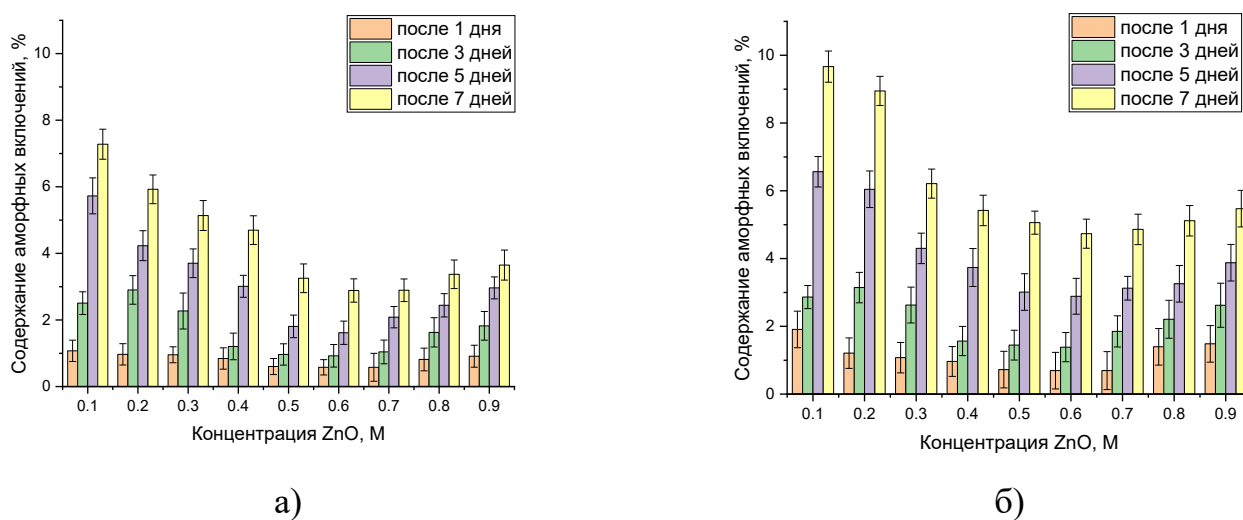 Содержание аморфных включений, %
10
8
6
4
2
0
после 1 дня
после 3 дней
после 5 дней
после 7 дней
0.1 0.2 0.3 0.4 0.5 0.6 0.7 0.8 0.9
Концентрация ZnO, М
а)
Содержание аморфных включений, %
10
8
6
4
2
0
после 1 дня
после 3 дней
после 5 дней
после 7 дней
0.1 0.2 0.3 0.4 0.5 0.6 0.7 0.8 0.9
Концентрация ZnO, М
б)